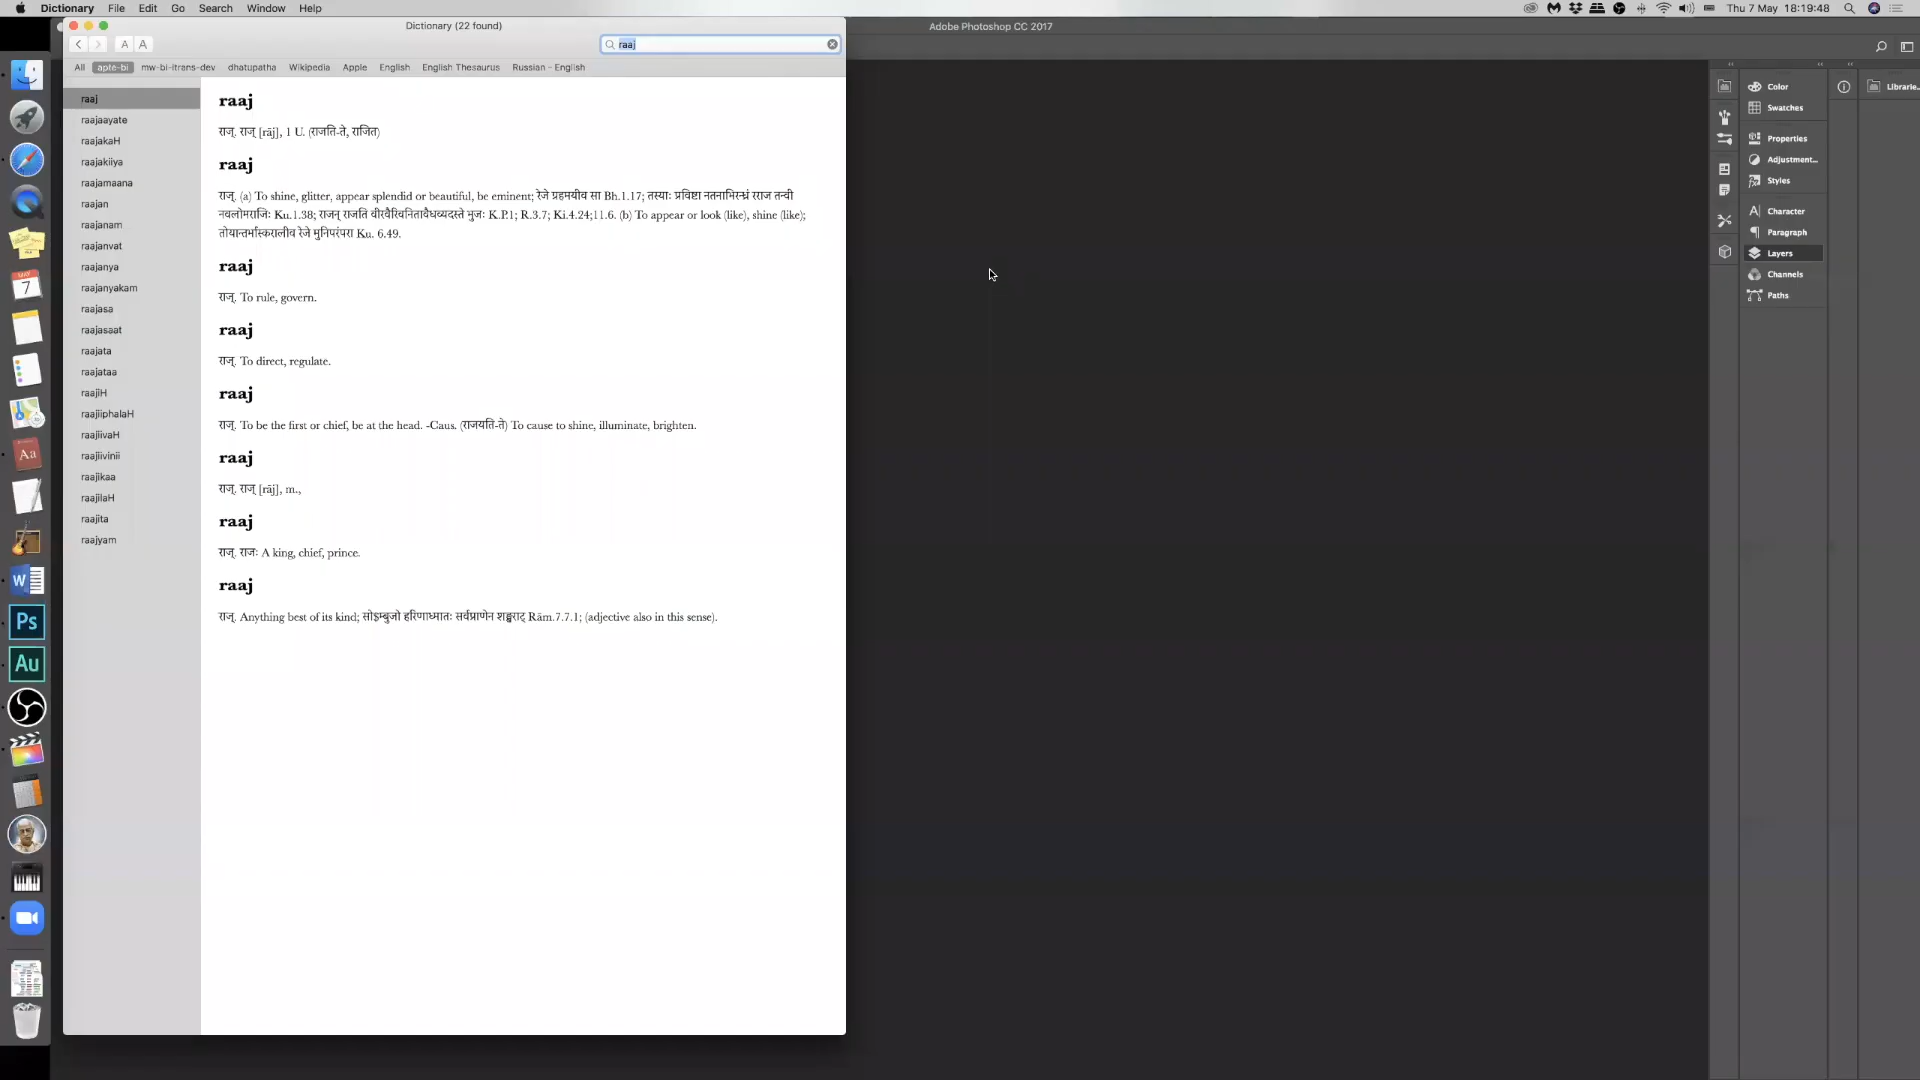 Dictionary File Edit Go Search Window Help
Thu 7 May 18:19:48
Dictionary (22 found)
Adobe Photoshop CC 2017
A A
raaj
All apte-bi mw-bi-itrans-dev dhatupatha Wikipedia Apple English English Thesaurus Russian - English
raaj
raajaayate
raajakaH
raajakiiya
raajamaana
raajan
raajanam
raajanvat
raajanya
raajanyakam
raajasa
raajasaat
raajata
raajataa
raajiH
raajiiphalaH
raajiivaH
raajiivinii
raajikaa
raajilaH
raajita
raajyam
raaj
राज्. राज् [rāj], 1 U. (राजति-ते, राजित)
raaj
राज्. (a) To shine, glitter, appear splendid or beautiful, be eminent; रेजे ग्रहमयीव सा Bh.1.17; तस्याः प्रविष्टा नतनाभिरन्ध्रं रराज तन्वी
नवलोमराजिः Ku.1.38; राजन् राजति वीरवैरिवनितावैधव्यदस्ते भुजः K.P.1; R.3.7; Ki.4.24;11.6. (b) To appear or look (like), shine (like);
तोयान्तर्भास्करालीव रेजे मुनिपरंपरा Ku. 6.49.
raaj
राज्. To rule, govern.
raaj
राज्. To direct, regulate.
raaj
राज्. To be the first or chief, be at the head. -Caus. (राजयति-ते) To cause to shine, illuminate, brighten.
raaj
राज्. राज् [rāj], m.,
raaj
राज्. राजः A king, chief, prince.
raaj
राज्. Anything best of its kind; सोऽम्बुजो हरिणाध्मातः सर्वप्राणेन शङ्खराट् Rām.7.7.1; (adjective also in this sense).
Color
Swatches
Properties
Adjustment...
Styles
Character
Paragraph
Layers
Channels
Paths
Librarie...
7
Aa
W
Ps
Au